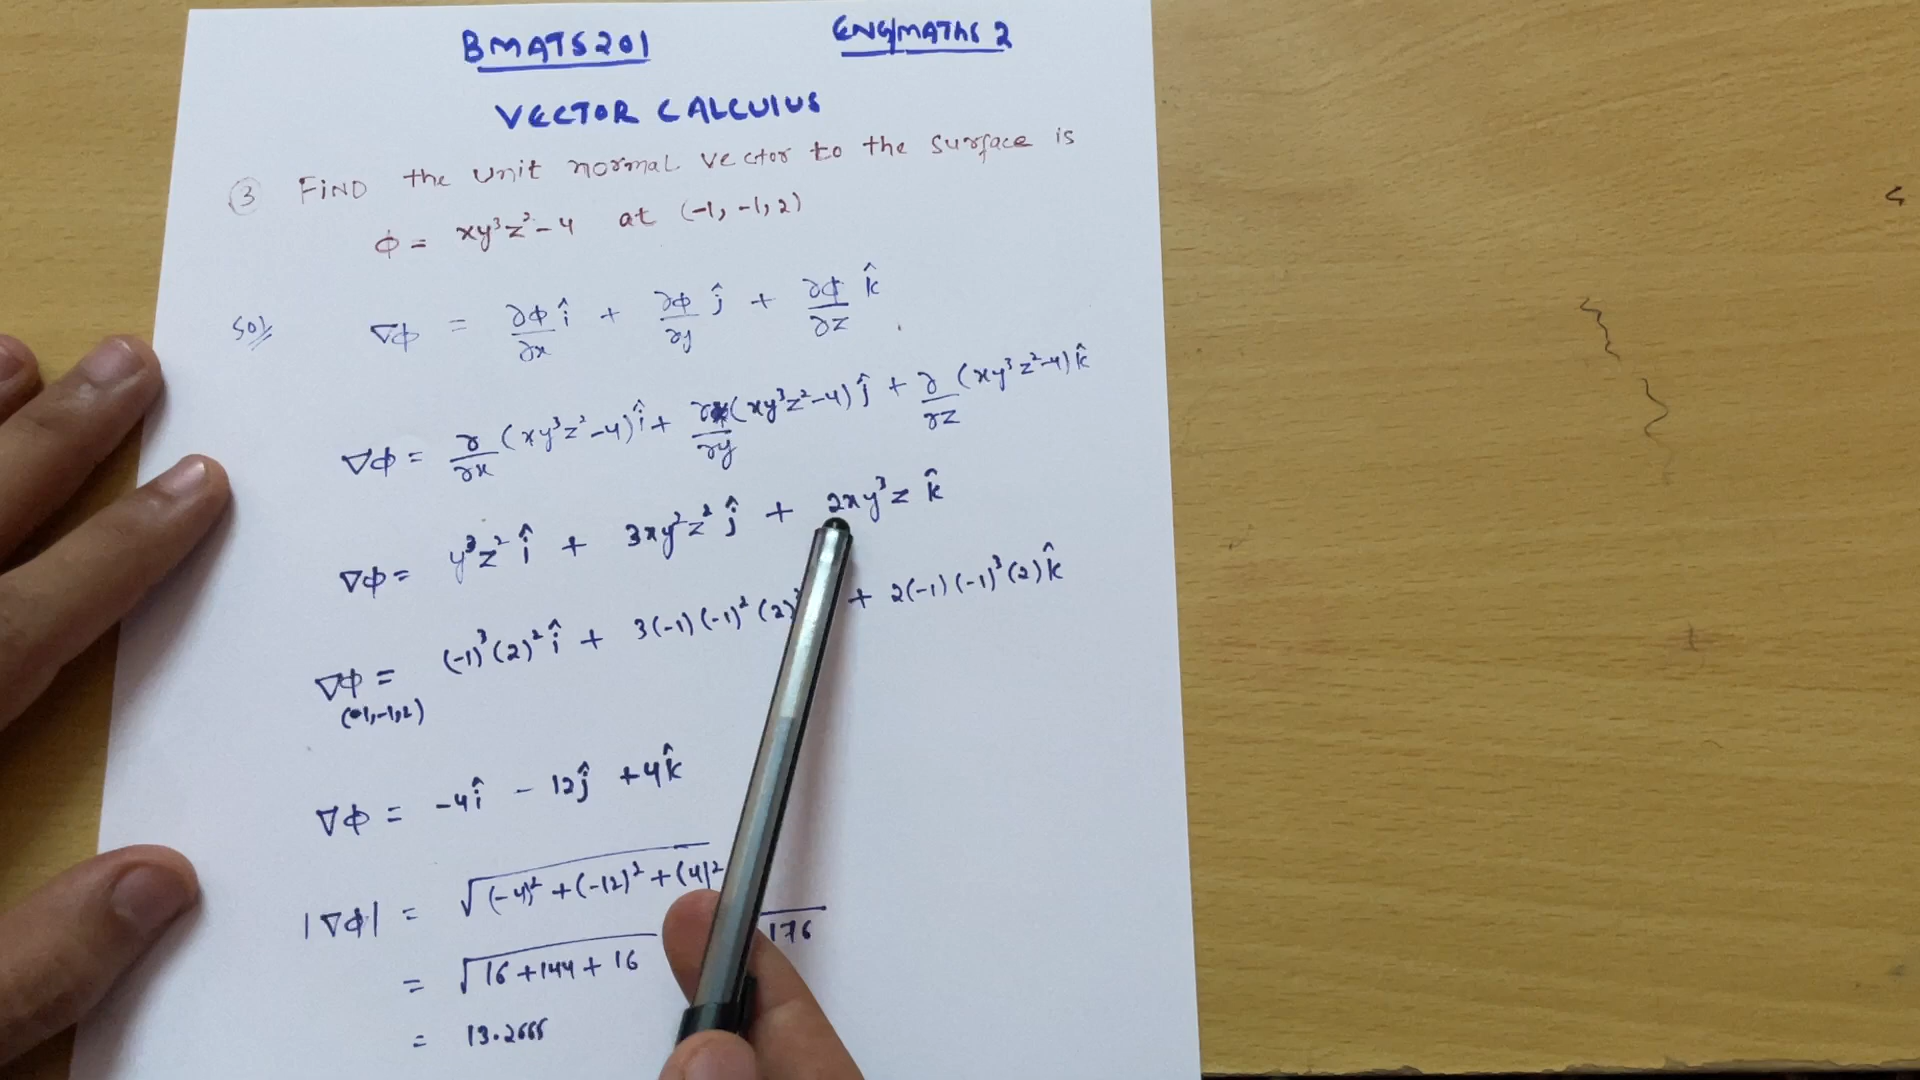 BMATS201
ENG/MATHS 2
VECTOR CALCULUS
③ FIND the unit normal vector to the surface is
ϕ = xy³z² - 4 at (-1, -1, 2)
Sol ∇ϕ = ∂ϕ/∂x î + ∂ϕ/∂y ĵ + ∂ϕ/∂z k̂
∇ϕ = ∂/∂x (xy³z²-4) î + ∂/∂y (xy³z²-4) ĵ + ∂/∂z (xy³z²-4) k̂
∇ϕ = y³z² î + 3xy²z² ĵ + 2xy³z k̂
∇ϕ = (-1)³(2)² î + 3(-1)(-1)²(2) + 2(-1)(-1)³(2) k̂
(-1,-1,2)
∇ϕ = -4î - 12ĵ + 4k̂
|∇ϕ| = √(-4)² + (-12)² + (4)²
= √16 + 144 + 16 176
= 13.2665